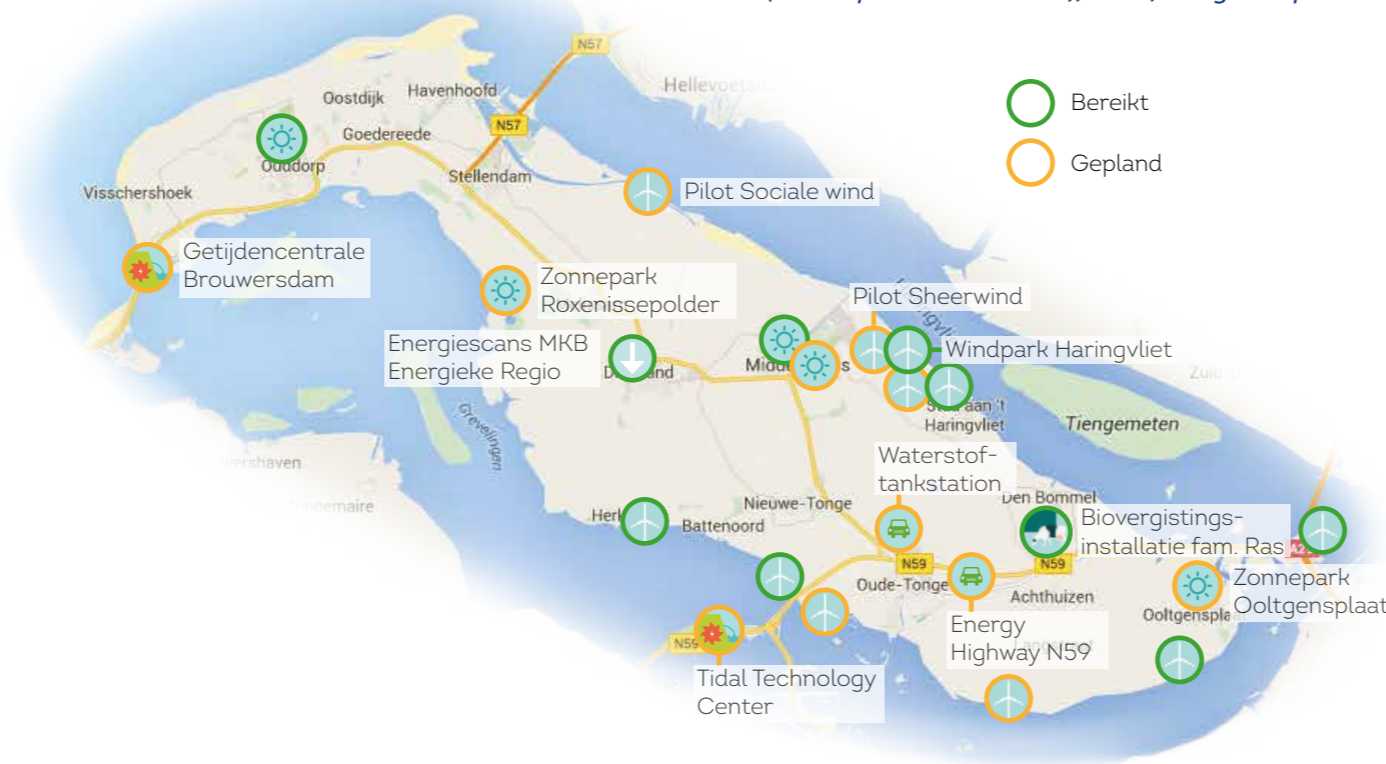 N57
Hellevoetsl
Bereikt
Oostdijk
Havenhoofd
N57
Goedereede
Gepland
Ouddorp
Stellendam
Visschershoek
Pilot Sociale wind
Getijdencentrale
Brouwersdam
Zonnepark
Roxenissepolder
Pilot Sheerwind
Energiescans MKB
Energieke Regio
Windpark Haringvliet
Haringvliet
Tiengemeten
Grevelingen
Waterstof-
tankstation
Nieuwe-Tonge
Den Bommel
Battenoord
Biovergistings-
installatie fam. Ras
N59
N59
Oude-Tonge
Achthuizen
Zonnepark
Ooltgensplaat
Ooltgensplaat
Energy
Highway N59
N59
Tidal Technology
Center